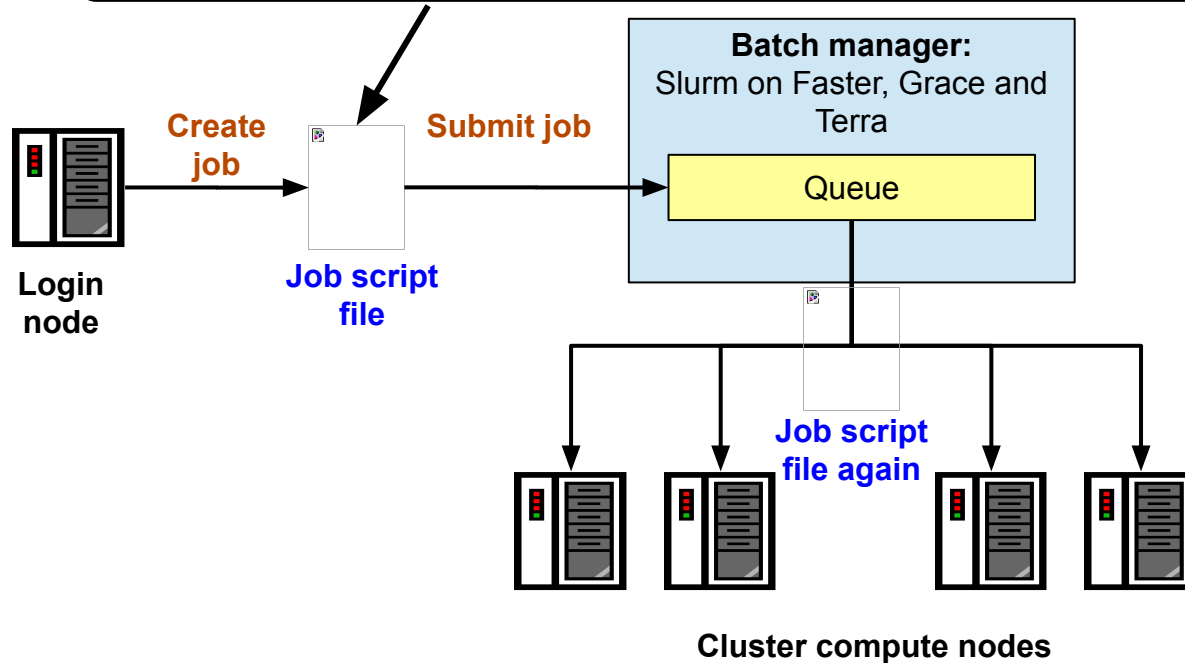 Batch manager:
Slurm on Faster, Grace and
Terra
Create
job
Submit job
Queue
Login
node
Job script
file
Job script
file again
Cluster compute nodes